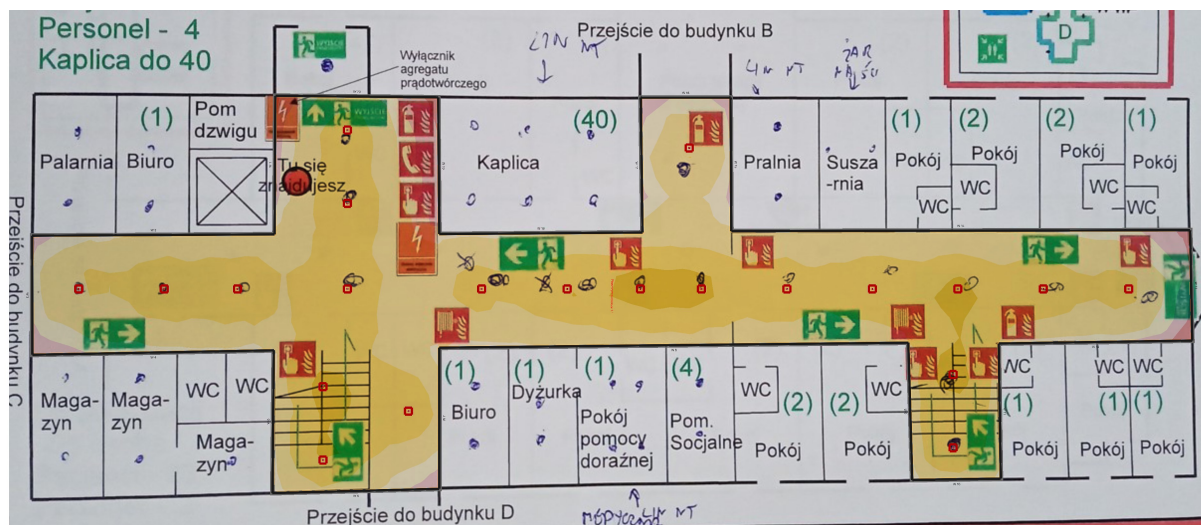 Personel - 4
Kaplica do 40
Wyłącznik
agregatu
prądotwórczego
Przejście do budynku B
D
Pom
dzwigu
(1)
Palarnia
Biuro
Tu się
znajdujesz
(40)
Kaplica
Pralnia
Susza
-rnia
(1)
Pokój
WC
(2)
Pokój
WC
(2)
WC
(1)
Pokój
WC
Przejście do budynku C
Maga-
zyn
Maga-
zyn
WC
WC
Maga-
zyn
(1)
Biuro
(1)
Dyżurka
(1)
Pokój
pomocy
doraźnej
(4)
Pom.
Socjalne
WC
(2)
Pokój
(2)
WC
Pokój
WC
(1)
Pokój
WC
(1)
Pokój
WC
(1)
Pokój
Przejście do budynku D